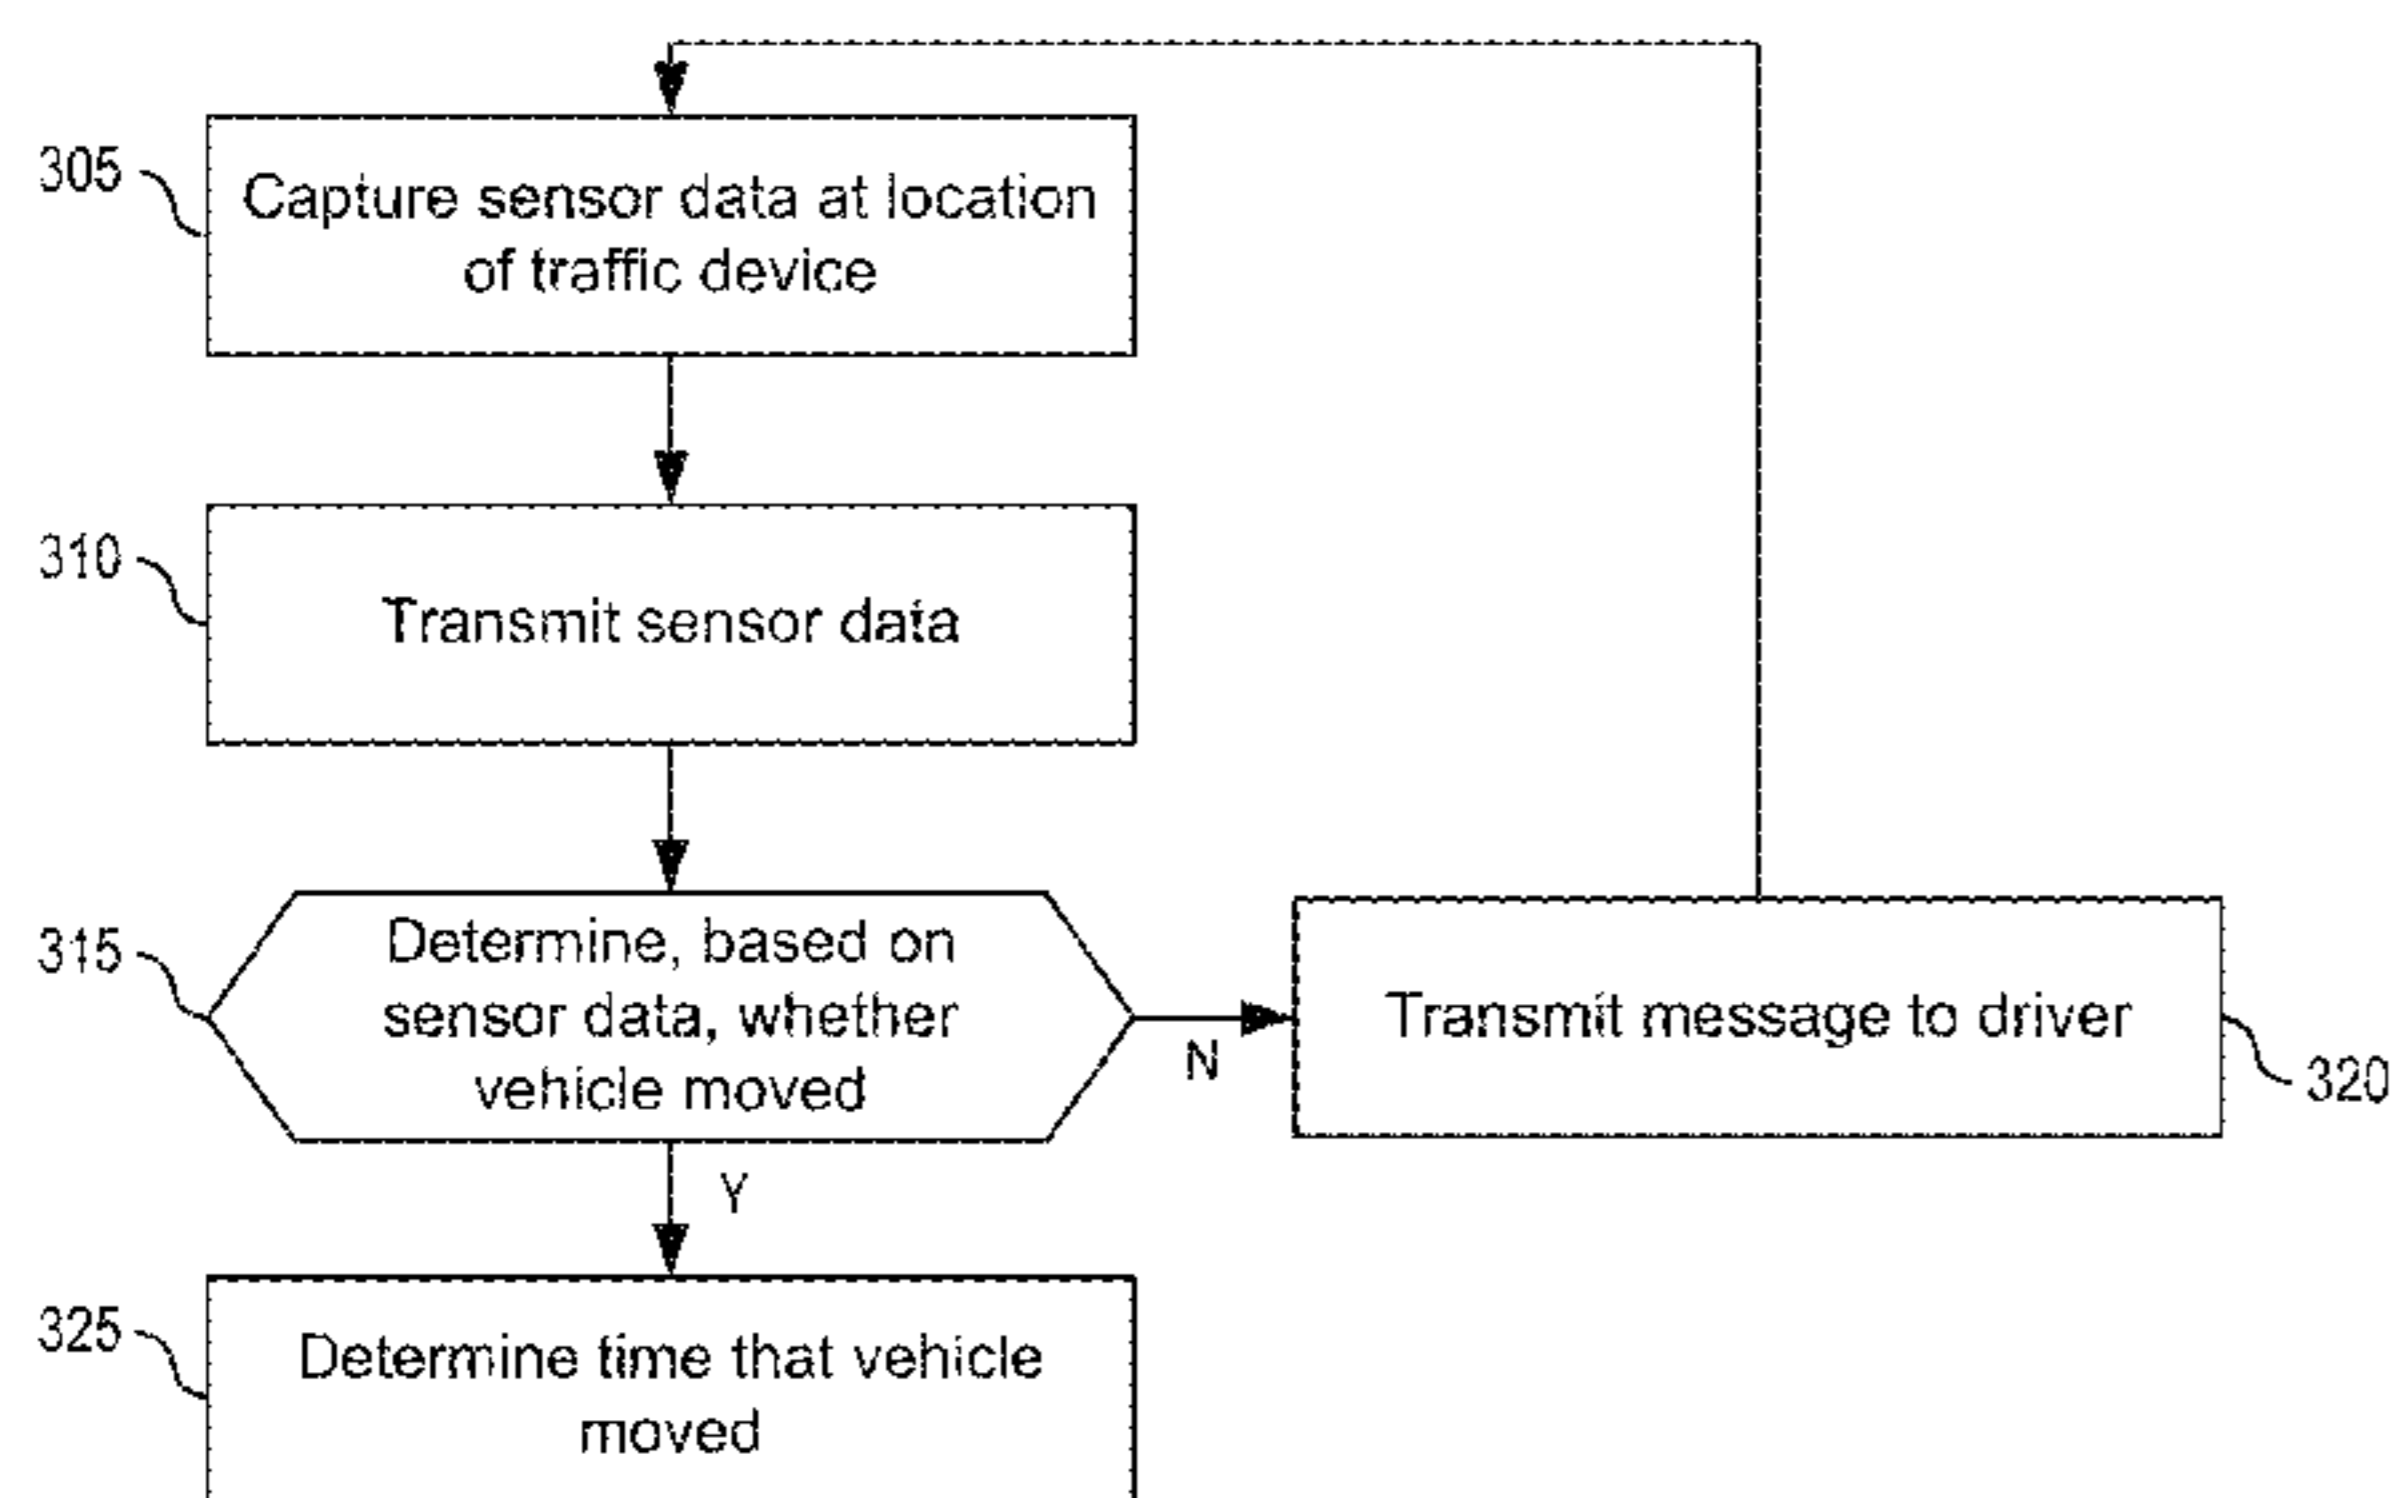 305
Capture sensor data at location
of traffic device
310
Transmit sensor data
315
Determine, based on
sensor data, whether
vehicle moved
N
Transmit message to driver
320
Y
325
Determine time that vehicle
moved